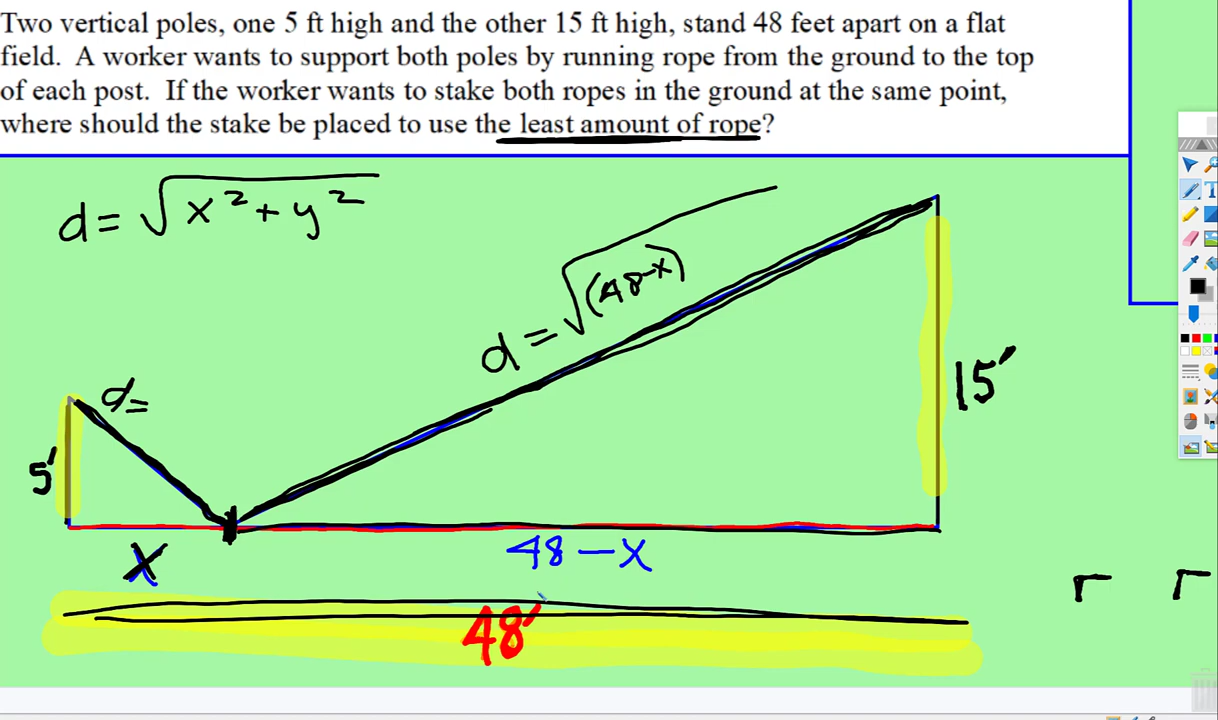 Two vertical poles, one 5 ft high and the other 15 ft high, stand 48 feet apart on a flat
field. A worker wants to support both poles by running rope from the ground to the top
of each post. If the worker wants to stake both ropes in the ground at the same point,
where should the stake be placed to use the least amount of rope?
d = √x² + y²
d = √(48-x)
d =
15'
5'
x
48 - x
48'
T